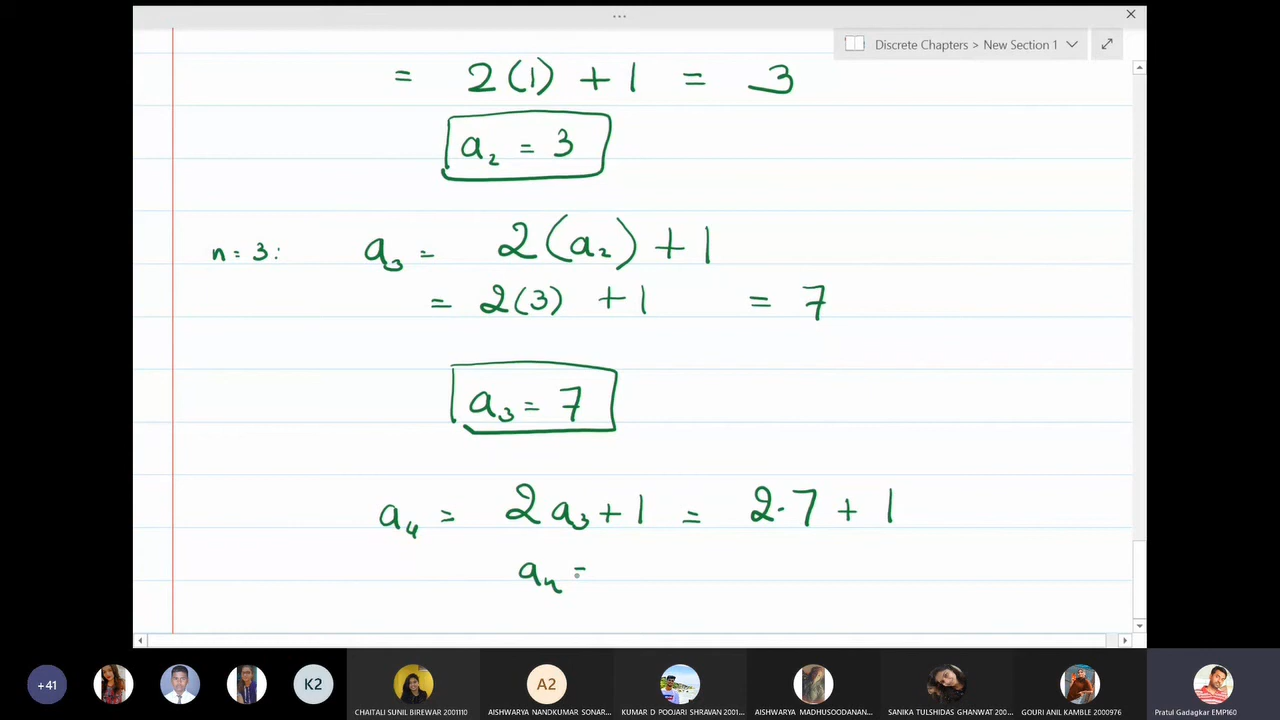 Discrete Chapters > New Section 1
= 2(1) + 1 = 3
a₂ = 3
n = 3: a₃ = 2(a₂) + 1
= 2(3) + 1 = 7
a₃ = 7
a₄ = 2a₃ + 1 = 2·7 + 1
a₄ =
+41
K2
A2
CHAITALI SUNIL BIREWAR 2001110
AISHWARYA NANDKUMAR SONAR...
KUMAR D POOJARI SHRAVAN 2001...
AISHWARYA MADHUSOODANAN...
SANIKA TULSHIDAS GHANWAT 200...
GOURI ANIL KAMBLE 2000976
Pratul Gadagkar EMP160